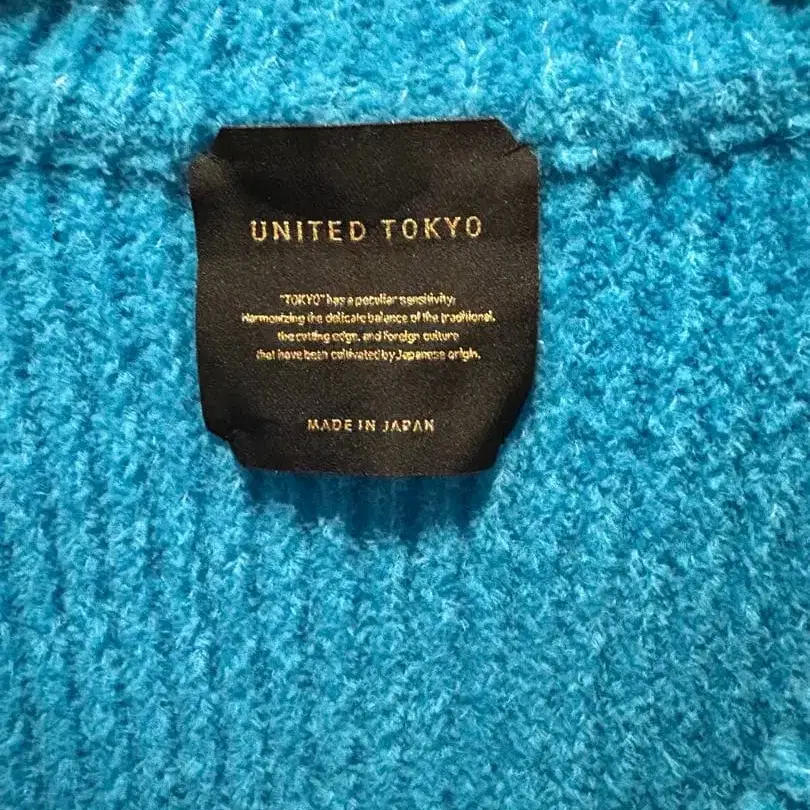 UNITED TOKYO
"TOKYO" has a peculiar sensitivity;
Harmonizing the delicate balance of the traditional,
the cutting edge, and foreign culture
that have been cultivated by Japanese origin.
MADE IN JAPAN